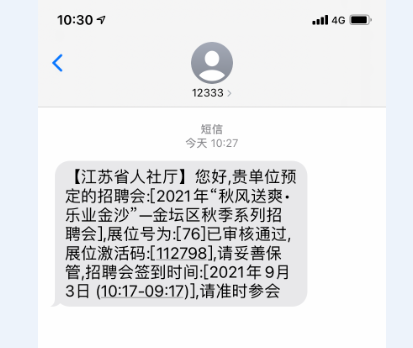 10:30
4G
12333 >
短信
今天 10:27
【江苏省人社厅】您好,贵单位预
定的招聘会:[2021年“秋风送爽·
乐业金沙”—金坛区秋季系列招
聘会],展位号为:[76]已审核通过,
展位激活码:[112798],请妥善保
管,招聘会签到时间:[2021年9月
3日 (10:17-09:17)],请准时参会